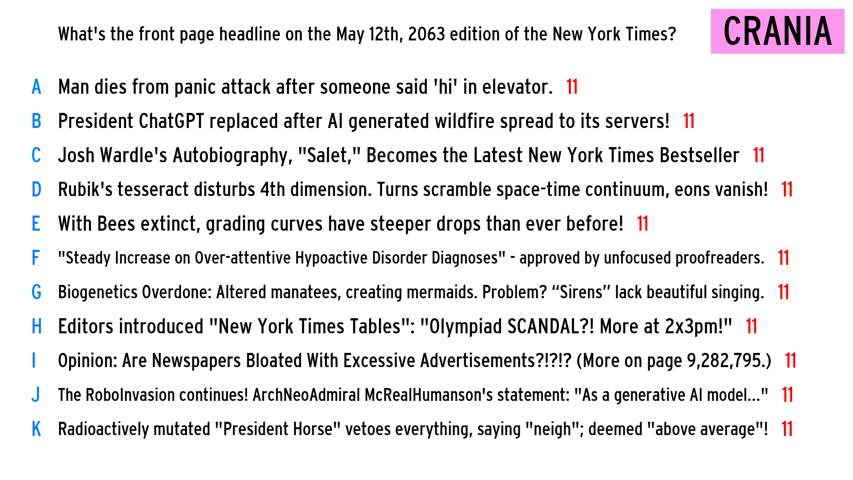 What's the front page headline on the May 12th, 2063 edition of the New York Times?
CRANIA
A Man dies from panic attack after someone said 'hi' in elevator. 11
B President ChatGPT replaced after AI generated wildfire spread to its servers! 11
C Josh Wardle's Autobiography, "Salet," Becomes the Latest New York Times Bestseller 11
D Rubik's tesseract disturbs 4th dimension. Turns scramble space-time continuum, eons vanish! 11
E With Bees extinct, grading curves have steeper drops than ever before! 11
F "Steady Increase on Over-attentive Hypoactive Disorder Diagnoses" - approved by unfocused proofreaders. 11
G Biogenetics Overdone: Altered manatees, creating mermaids. Problem? “Sirens” lack beautiful singing. 11
H Editors introduced "New York Times Tables": "Olympiad SCANDAL?! More at 2x3pm!" 11
I Opinion: Are Newspapers Bloated With Excessive Advertisements?!?!? (More on page 9,282,795.) 11
J The RoboInvasion continues! ArchNeoAdmiral McRealHumanson's statement: "As a generative AI model..." 11
K Radioactively mutated "President Horse" vetoes everything, saying "neigh"; deemed "above average"! 11